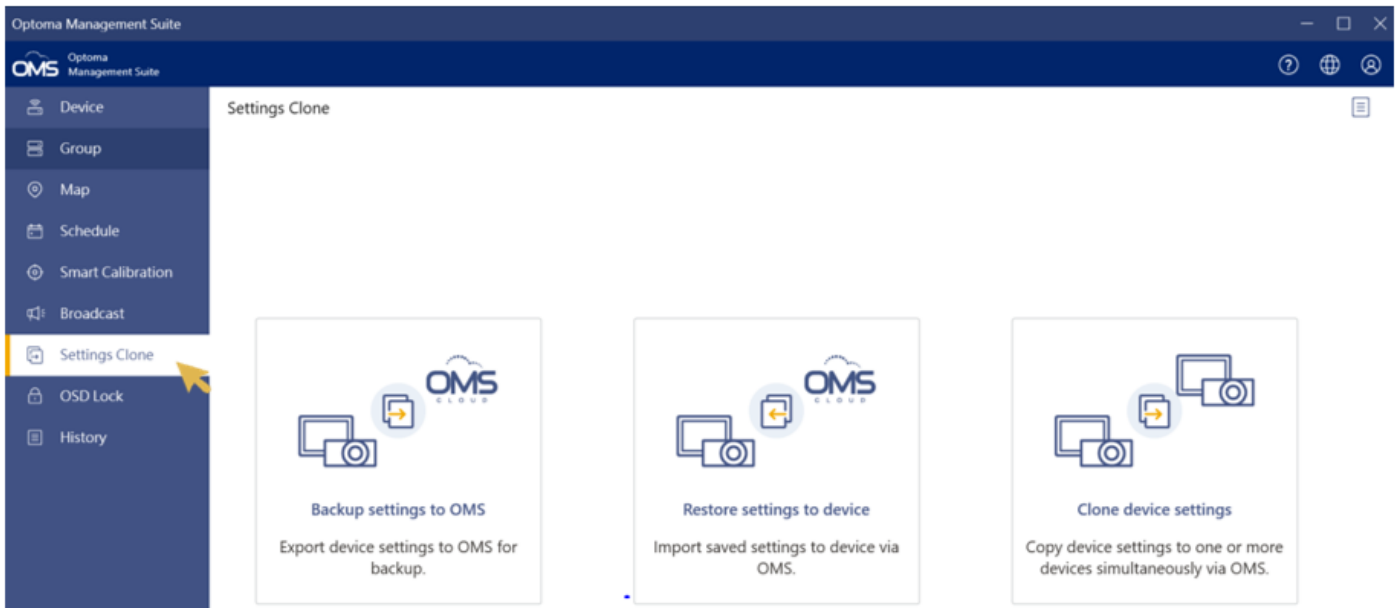 Optoma Management Suite
OMS Optoma
Management Suite
Device
Settings Clone
Group
Map
Schedule
Smart Calibration
Broadcast
Settings Clone
OSD Lock
History
OMS
CLOUD
Backup settings to OMS
Export device settings to OMS for
backup.
OMS
CLOUD
Restore settings to device
Import saved settings to device via
OMS.
Clone device settings
Copy device settings to one or more
devices simultaneously via OMS.